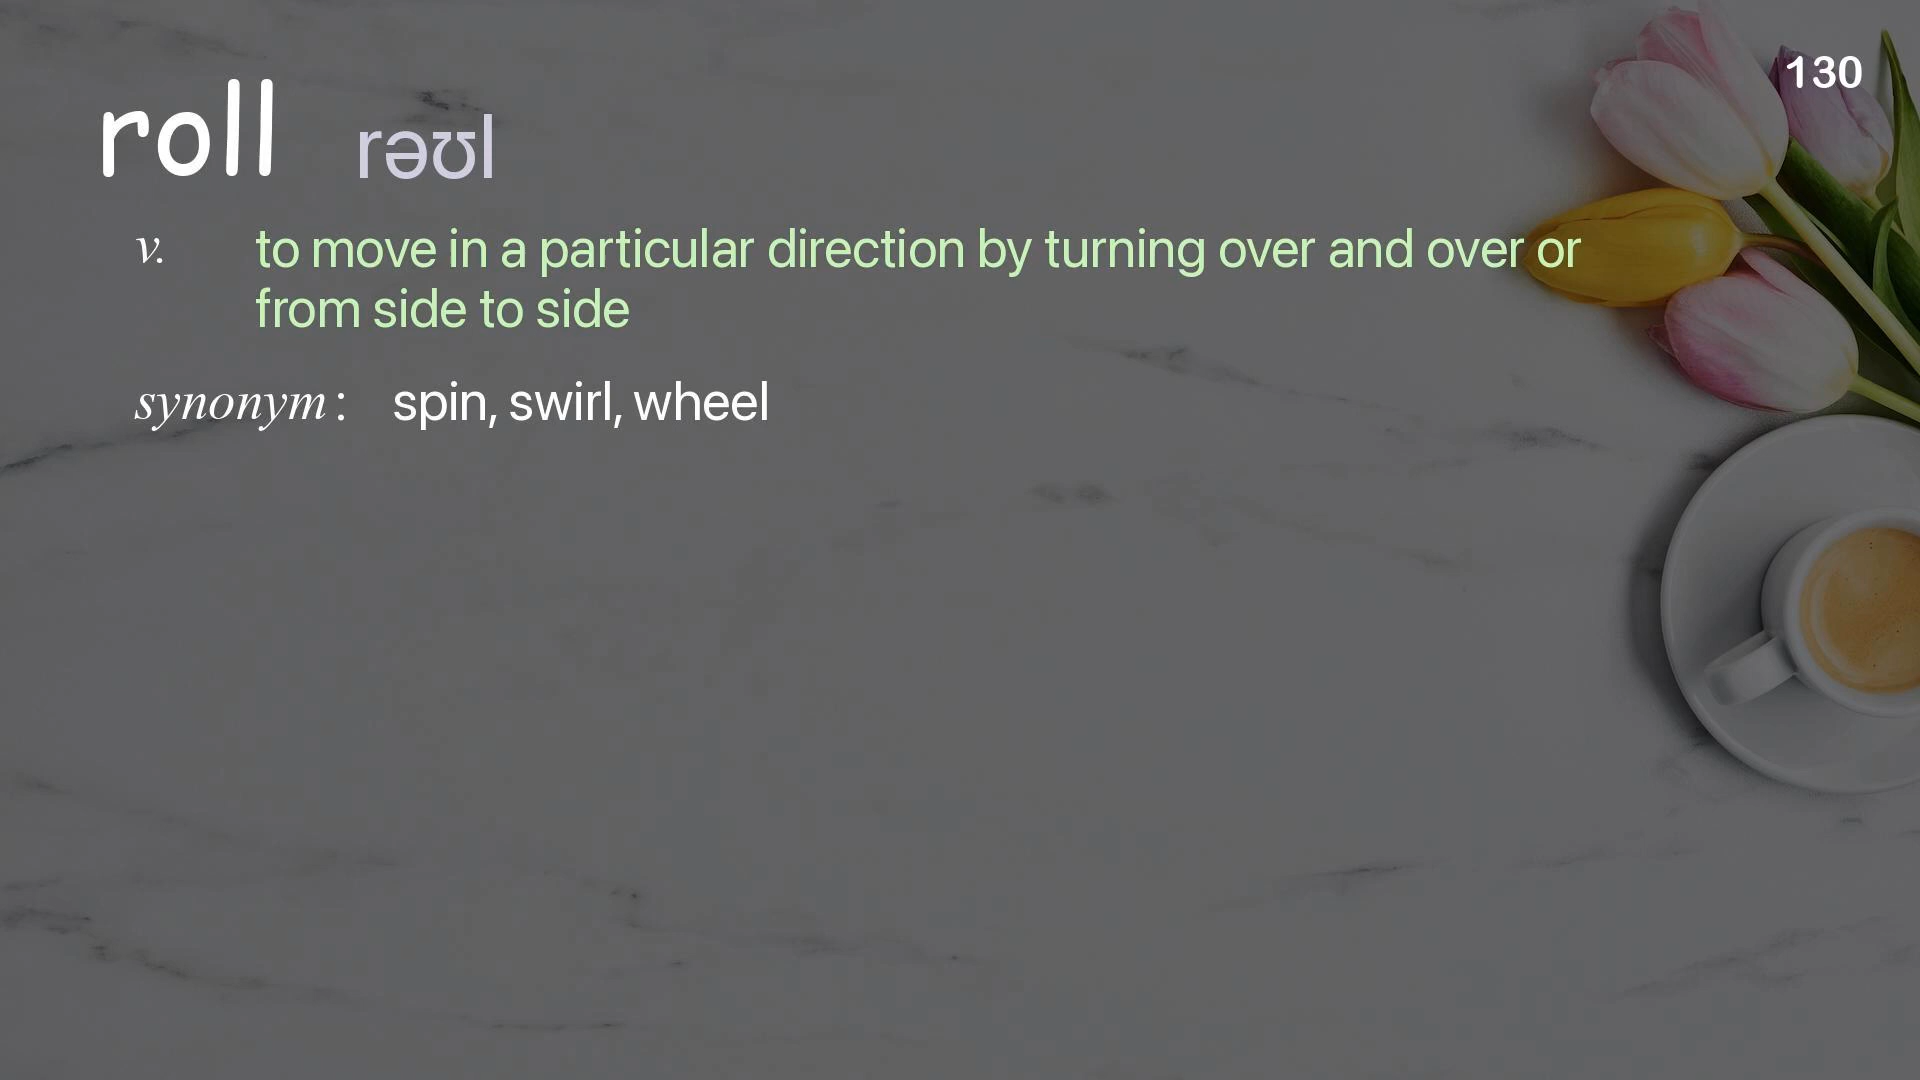 130
roll rəʊl
v. to move in a particular direction by turning over and over or
from side to side
synonym : spin, swirl, wheel